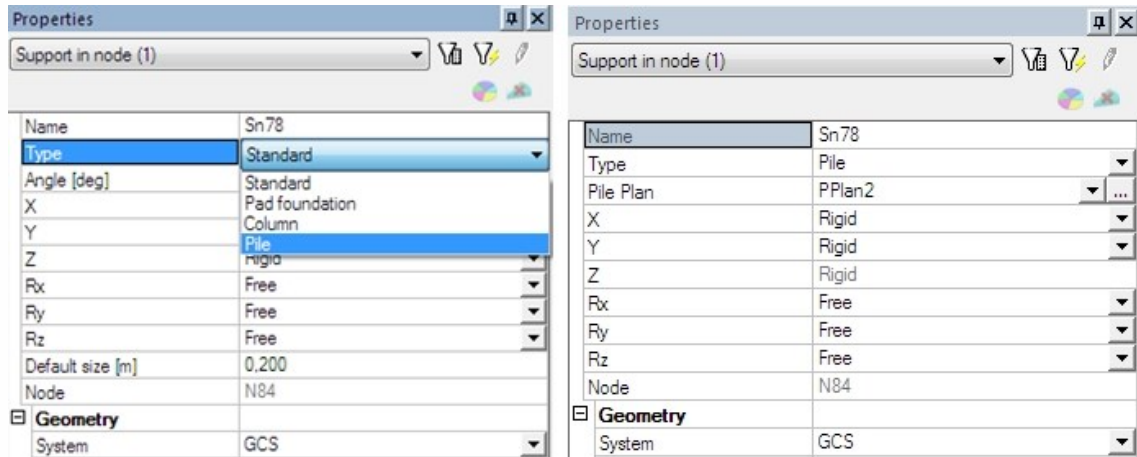 Properties
Support in node (1)
Name Sn78
Type Standard
Angle [deg] Standard
Pad foundation
X Column
Y Pile
Z Rigid
Rx Free
Ry Free
Rz Free
Default size [m] 0,200
Node N84
Geometry
System GCS
Properties
Support in node (1)
Name Sn78
Type Pile
Pile Plan PPlan2 ...
X Rigid
Y Rigid
Z Rigid
Rx Free
Ry Free
Rz Free
Node N84
Geometry
System GCS